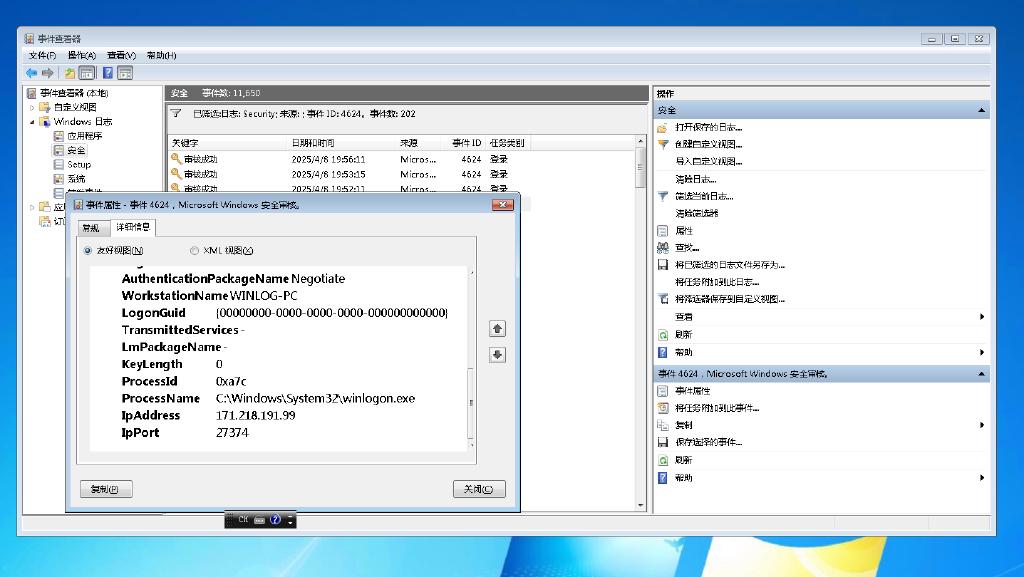 事件查看器
文件(F) 操作(A) 查看(V) 帮助(H)
事件查看器 (本地)
自定义视图
Windows 日志
应用程序
安全
Setup
系统
安全 事件数: 11,650
已筛选日志: Security; 来源: ; 事件 ID: 4624。事件数: 202
关键字 日期和时间 来源 事件 ID 任务类别
审核成功 2025/4/6 19:56:11 Micros... 4624 登录
审核成功 2025/4/6 19:53:15 Micros... 4624 登录
审核成功 2025/4/6 19:52:11 Micros... 4624 登录
事件属性 - 事件 4624，Microsoft Windows 安全审核。
常规 详细信息
友好视图(N) XML 视图(X)
AuthenticationPackageName Negotiate
WorkstationName WINLOG-PC
LogonGuid {00000000-0000-0000-0000-000000000000}
TransmittedServices -
LmPackageName -
KeyLength 0
ProcessId 0xa7c
ProcessName C:\Windows\System32\winlogon.exe
IpAddress 171.218.191.99
IpPort 27374
复制(P) 关闭(C)
操作
安全
打开保存的日志...
创建自定义视图...
导入自定义视图...
清除日志...
筛选当前日志...
清除筛选器
属性
查找...
将已筛选的日志文件另存为...
将任务附加到此日志...
将筛选器保存到自定义视图...
查看
刷新
帮助
事件 4624，Microsoft Windows 安全审核。
事件属性
将任务附加到此事件...
复制
保存选择的事件...
刷新
帮助
CH